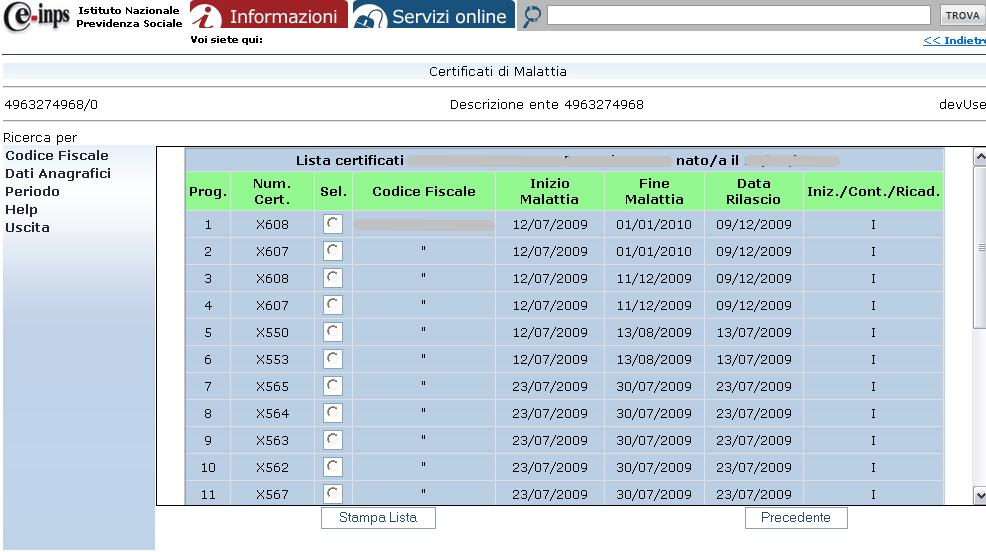 e-inps Istituto Nazionale Previdenza Sociale Informazioni Servizi online TROVA
Voi siete qui: << Indietro
Certificati di Malattia
4963274968/0 Descrizione ente 4963274968 devUse
Ricerca per
Codice Fiscale
Dati Anagrafici
Periodo
Help
Uscita
Lista certificati nato/a il
Prog. Num. Cert. Sel. Codice Fiscale Inizio Malattia Fine Malattia Data Rilascio Iniz./Cont./Ricad.
1 X608 12/07/2009 01/01/2010 09/12/2009 I
2 X607 " 12/07/2009 01/01/2010 09/12/2009 I
3 X608 " 12/07/2009 11/12/2009 09/12/2009 I
4 X607 " 12/07/2009 11/12/2009 09/12/2009 I
5 X550 " 12/07/2009 13/08/2009 13/07/2009 I
6 X553 " 12/07/2009 13/08/2009 13/07/2009 I
7 X565 " 23/07/2009 30/07/2009 23/07/2009 I
8 X564 " 23/07/2009 30/07/2009 23/07/2009 I
9 X563 " 23/07/2009 30/07/2009 23/07/2009 I
10 X562 " 23/07/2009 30/07/2009 23/07/2009 I
11 X567 " 23/07/2009 30/07/2009 23/07/2009 I
Stampa Lista Precedente